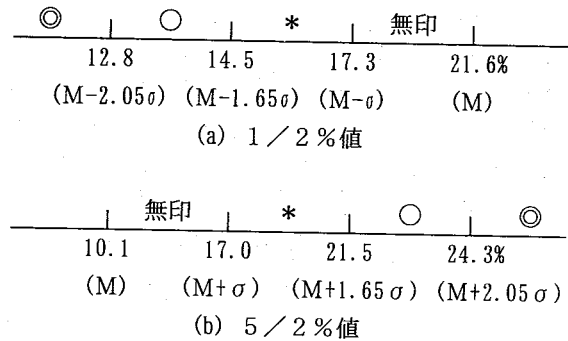 ◎ ○ * 無印
12.8 14.5 17.3 21.6%
(M-2.05σ) (M-1.65σ) (M-σ) (M)
(a) 1/2%値
無印 * ○ ◎
10.1 17.0 21.5 24.3%
(M) (M+σ) (M+1.65σ) (M+2.05σ)
(b) 5/2%値